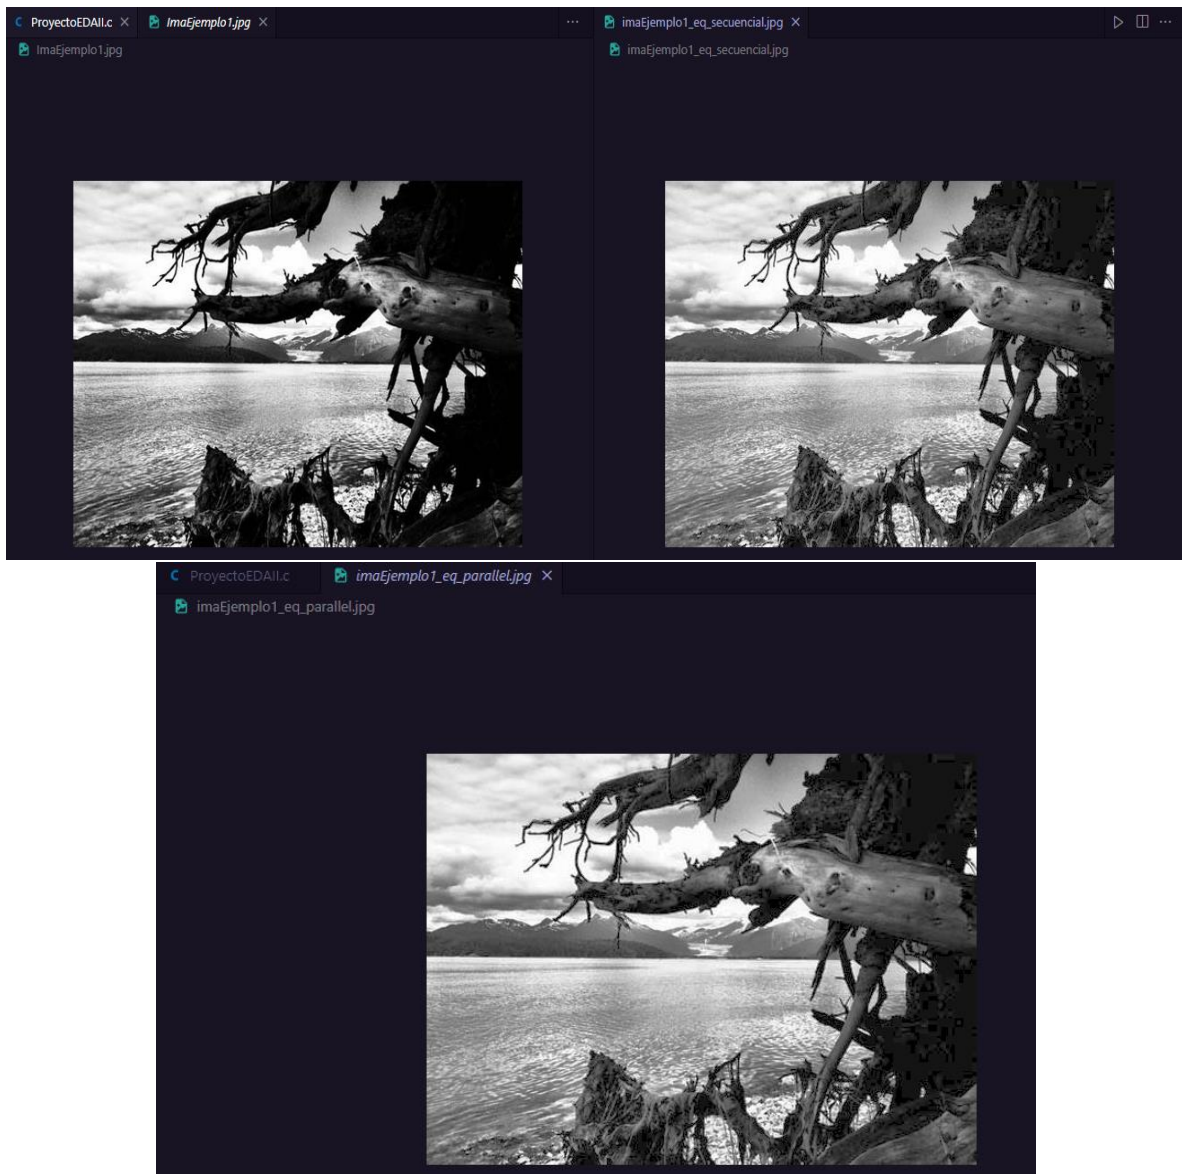 C ProyectoEDAII.c × ImaEjemplo1.jpg × ···
ImaEjemplo1.jpg
imaEjemplo1_eq_secuencial.jpg × ···
imaEjemplo1_eq_secuencial.jpg
C ProyectoEDAII.c imaEjemplo1_eq_parallel.jpg ×
imaEjemplo1_eq_parallel.jpg